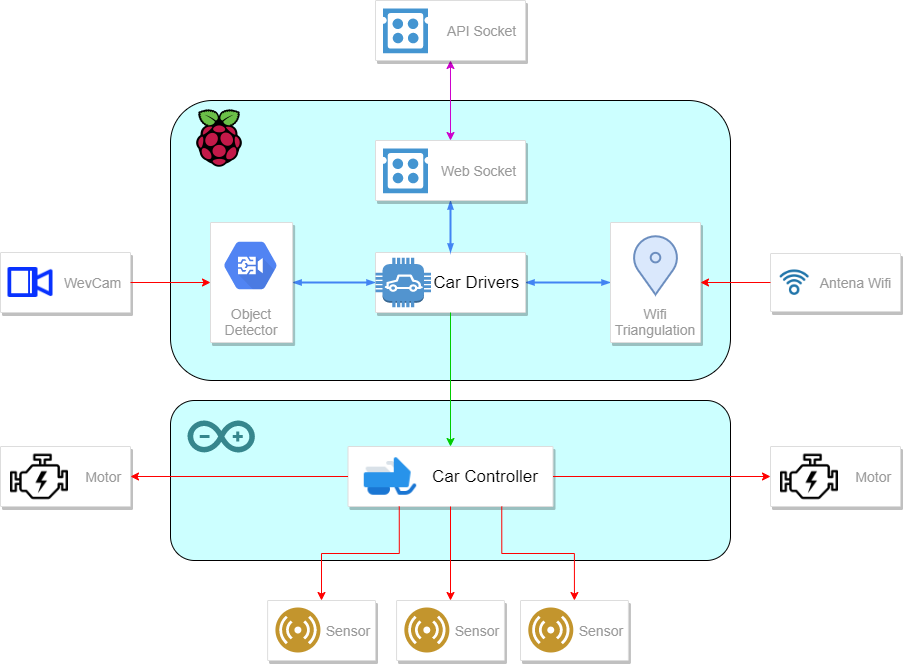 API Socket
Web Socket
WevCam
Object
Detector
Car Drivers
Wifi
Triangulation
Antena Wifi
Motor
Car Controller
Motor
Sensor
Sensor
Sensor